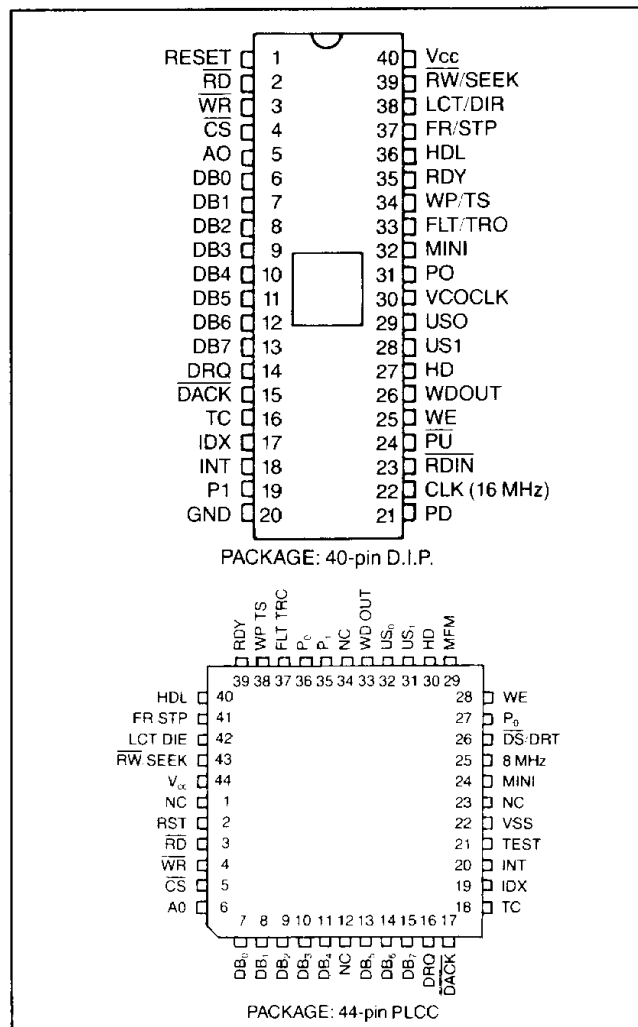 RESET 1 40 Vcc
RD 2 39 RW/SEEK
WR 3 38 LCT/DIR
CS 4 37 FR/STP
AO 5 36 HDL
DB0 6 35 RDY
DB1 7 34 WP/TS
DB2 8 33 FLT/TRO
DB3 9 32 MINI
DB4 10 31 PO
DB5 11 30 VCOCLK
DB6 12 29 USO
DB7 13 28 US1
DRQ 14 27 HD
DACK 15 26 WDOUT
TC 16 25 WE
IDX 17 24 PU
INT 18 23 RDIN
P1 19 22 CLK (16 MHz)
GND 20 21 PD
PACKAGE: 40-pin D.I.P.
RDY WP TS FLT TRC P₀ P₁ NC WD OUT US₀ US₁ HD MFM
39 38 37 36 35 34 33 32 31 30 29
HDL 40 28 WE
FR STP 41 27 P₀
LCT DIE 42 26 DS/DRT
RW/SEEK 43 25 8 MHz
Vcc 44 24 MINI
NC 1 23 NC
RST 2 22 VSS
RD 3 21 TEST
WR 4 20 INT
CS 5 19 IDX
A0 6 18 TC
7 8 9 10 11 12 13 14 15 16 17
DB₀ DB₁ DB₂ DB₃ DB₄ NC DB₅ DB₆ DB₇ DRQ DACK
PACKAGE: 44-pin PLCC